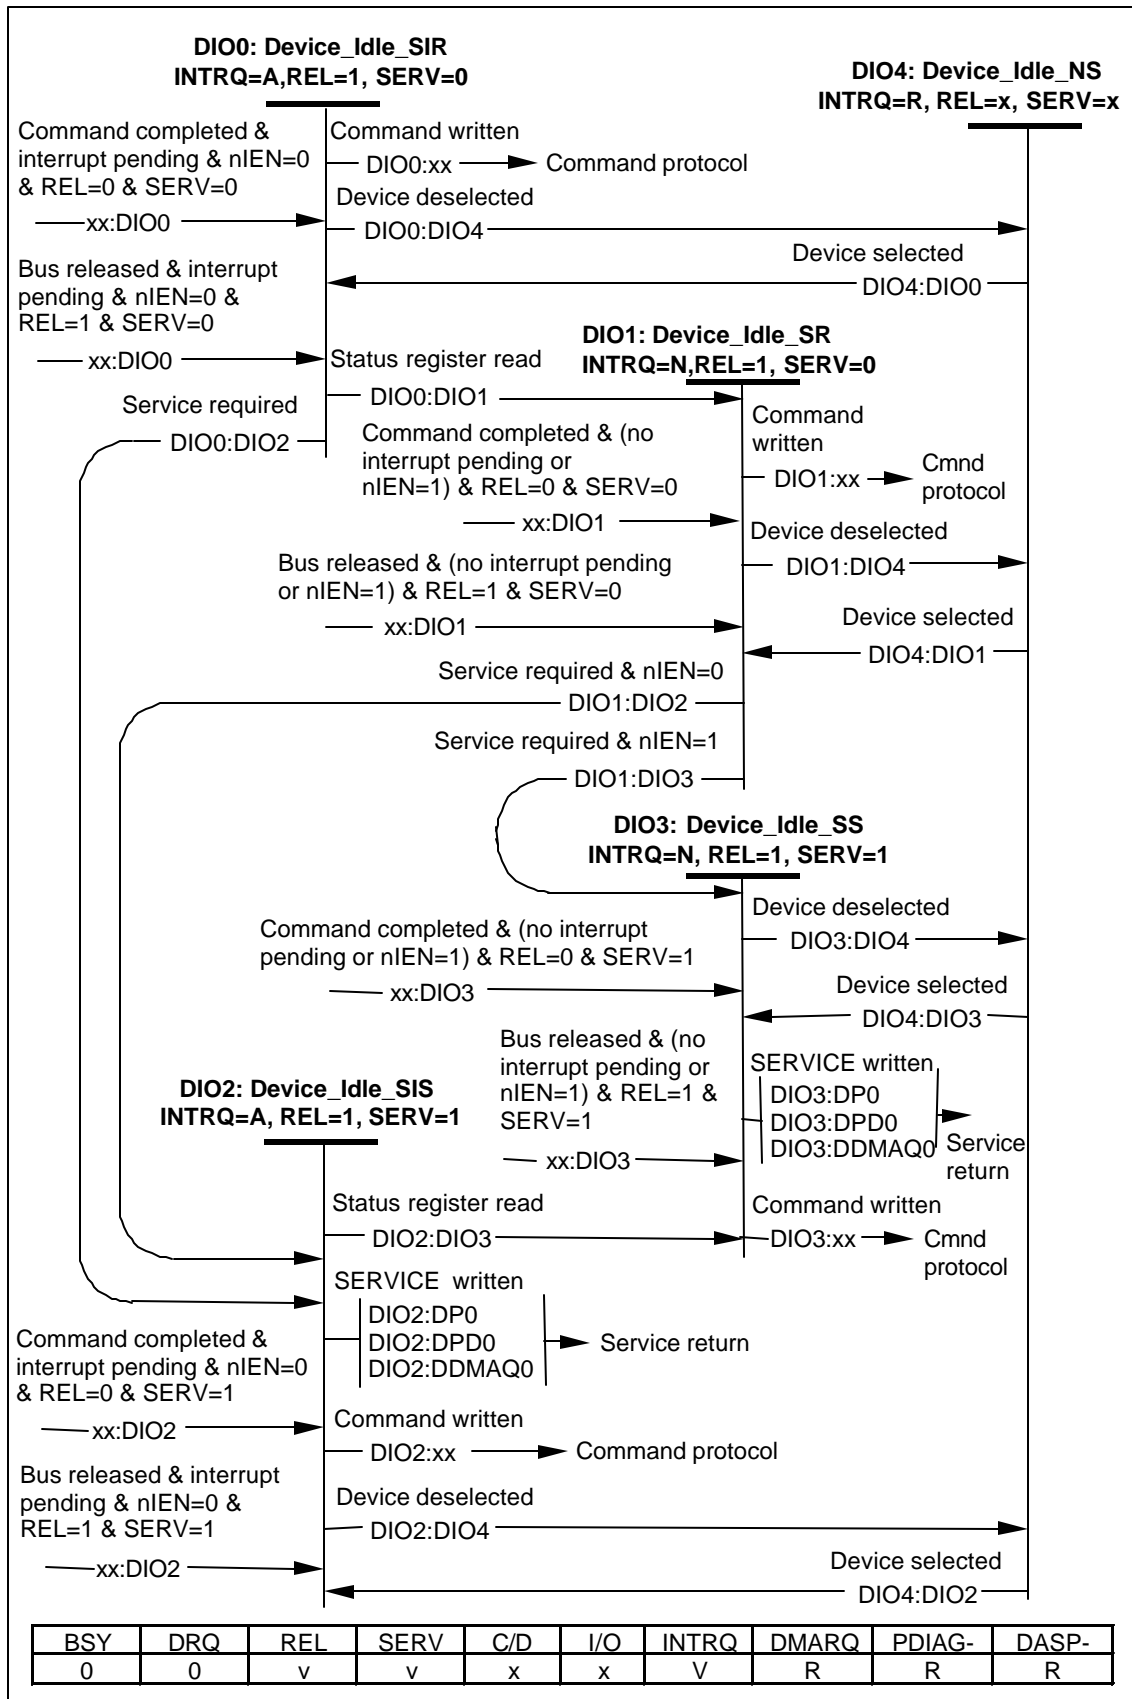 DIO0: Device_Idle_SIR
INTRQ=A,REL=1, SERV=0
DIO4: Device_Idle_NS
INTRQ=R, REL=x, SERV=x
Command completed &
interrupt pending & nIEN=0
& REL=0 & SERV=0
xx:DIO0
Command written
DIO0:xx
Command protocol
Device deselected
DIO0:DIO4
Device selected
DIO4:DIO0
Bus released & interrupt
pending & nIEN=0 &
REL=1 & SERV=0
xx:DIO0
DIO1: Device_Idle_SR
INTRQ=N,REL=1, SERV=0
Status register read
DIO0:DIO1
Service required
DIO0:DIO2
Command
written
DIO1:xx
Cmnd
protocol
Command completed & (no
interrupt pending or
nIEN=1) & REL=0 & SERV=0
xx:DIO1
Device deselected
DIO1:DIO4
Bus released & (no interrupt pending
or nIEN=1) & REL=1 & SERV=0
xx:DIO1
Device selected
DIO4:DIO1
Service required & nIEN=0
DIO1:DIO2
Service required & nIEN=1
DIO1:DIO3
DIO3: Device_Idle_SS
INTRQ=N, REL=1, SERV=1
Device deselected
DIO3:DIO4
Command completed & (no interrupt
pending or nIEN=1) & REL=0 & SERV=1
xx:DIO3
Device selected
DIO4:DIO3
Bus released & (no
interrupt pending or
nIEN=1) & REL=1 &
SERV=1
xx:DIO3
SERVICE written
DIO3:DP0
DIO3:DPD0
DIO3:DDMAQ0
Service
return
DIO2: Device_Idle_SIS
INTRQ=A, REL=1, SERV=1
Status register read
DIO2:DIO3
Command written
DIO3:xx
Cmnd
protocol
SERVICE written
DIO2:DP0
DIO2:DPD0
DIO2:DDMAQ0
Service return
Command completed &
interrupt pending & nIEN=0
& REL=0 & SERV=1
xx:DIO2
Command written
DIO2:xx
Command protocol
Bus released & interrupt
pending & nIEN=0 &
REL=1 & SERV=1
xx:DIO2
Device deselected
DIO2:DIO4
Device selected
DIO4:DIO2
BSY DRQ REL SERV C/D I/O INTRQ DMARQ PDIAG- DASP-
0 0 v v x x V R R R